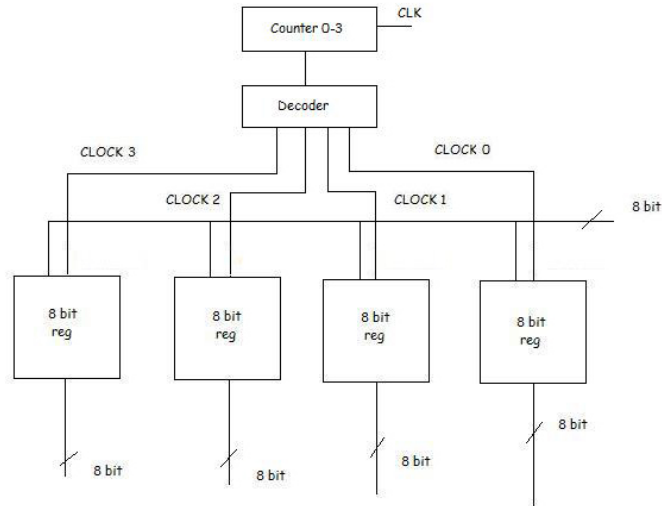 Counter 0-3
CLK
Decoder
CLOCK 3
CLOCK 0
CLOCK 2
CLOCK 1
8 bit
8 bit
reg
8 bit
reg
8 bit
reg
8 bit
reg
8 bit
8 bit
8 bit
8 bit